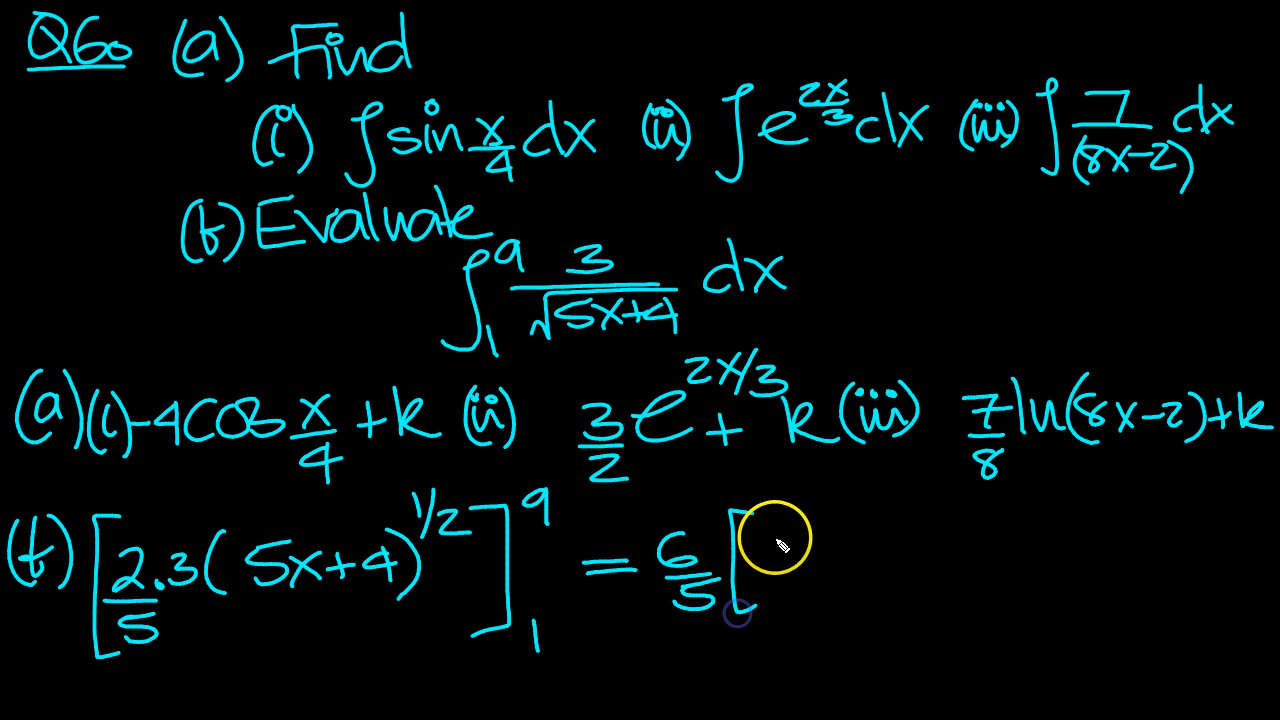 Q60 (a) Find
(i) ∫ sin x/4 dx (ii) ∫ e^(2x/3) dx (iii) ∫ 7/(8x-2) dx
(b) Evaluate
∫₁⁹ 3/√(5x+4) dx
(a)(i) -4cos x/4 + k (ii) 3/2 e^(2x/3) + k (iii) 7/8 ln(8x-2)+k
(b) [2/5 . 3(5x+4)^(1/2)]₁⁹ = 6/5 [